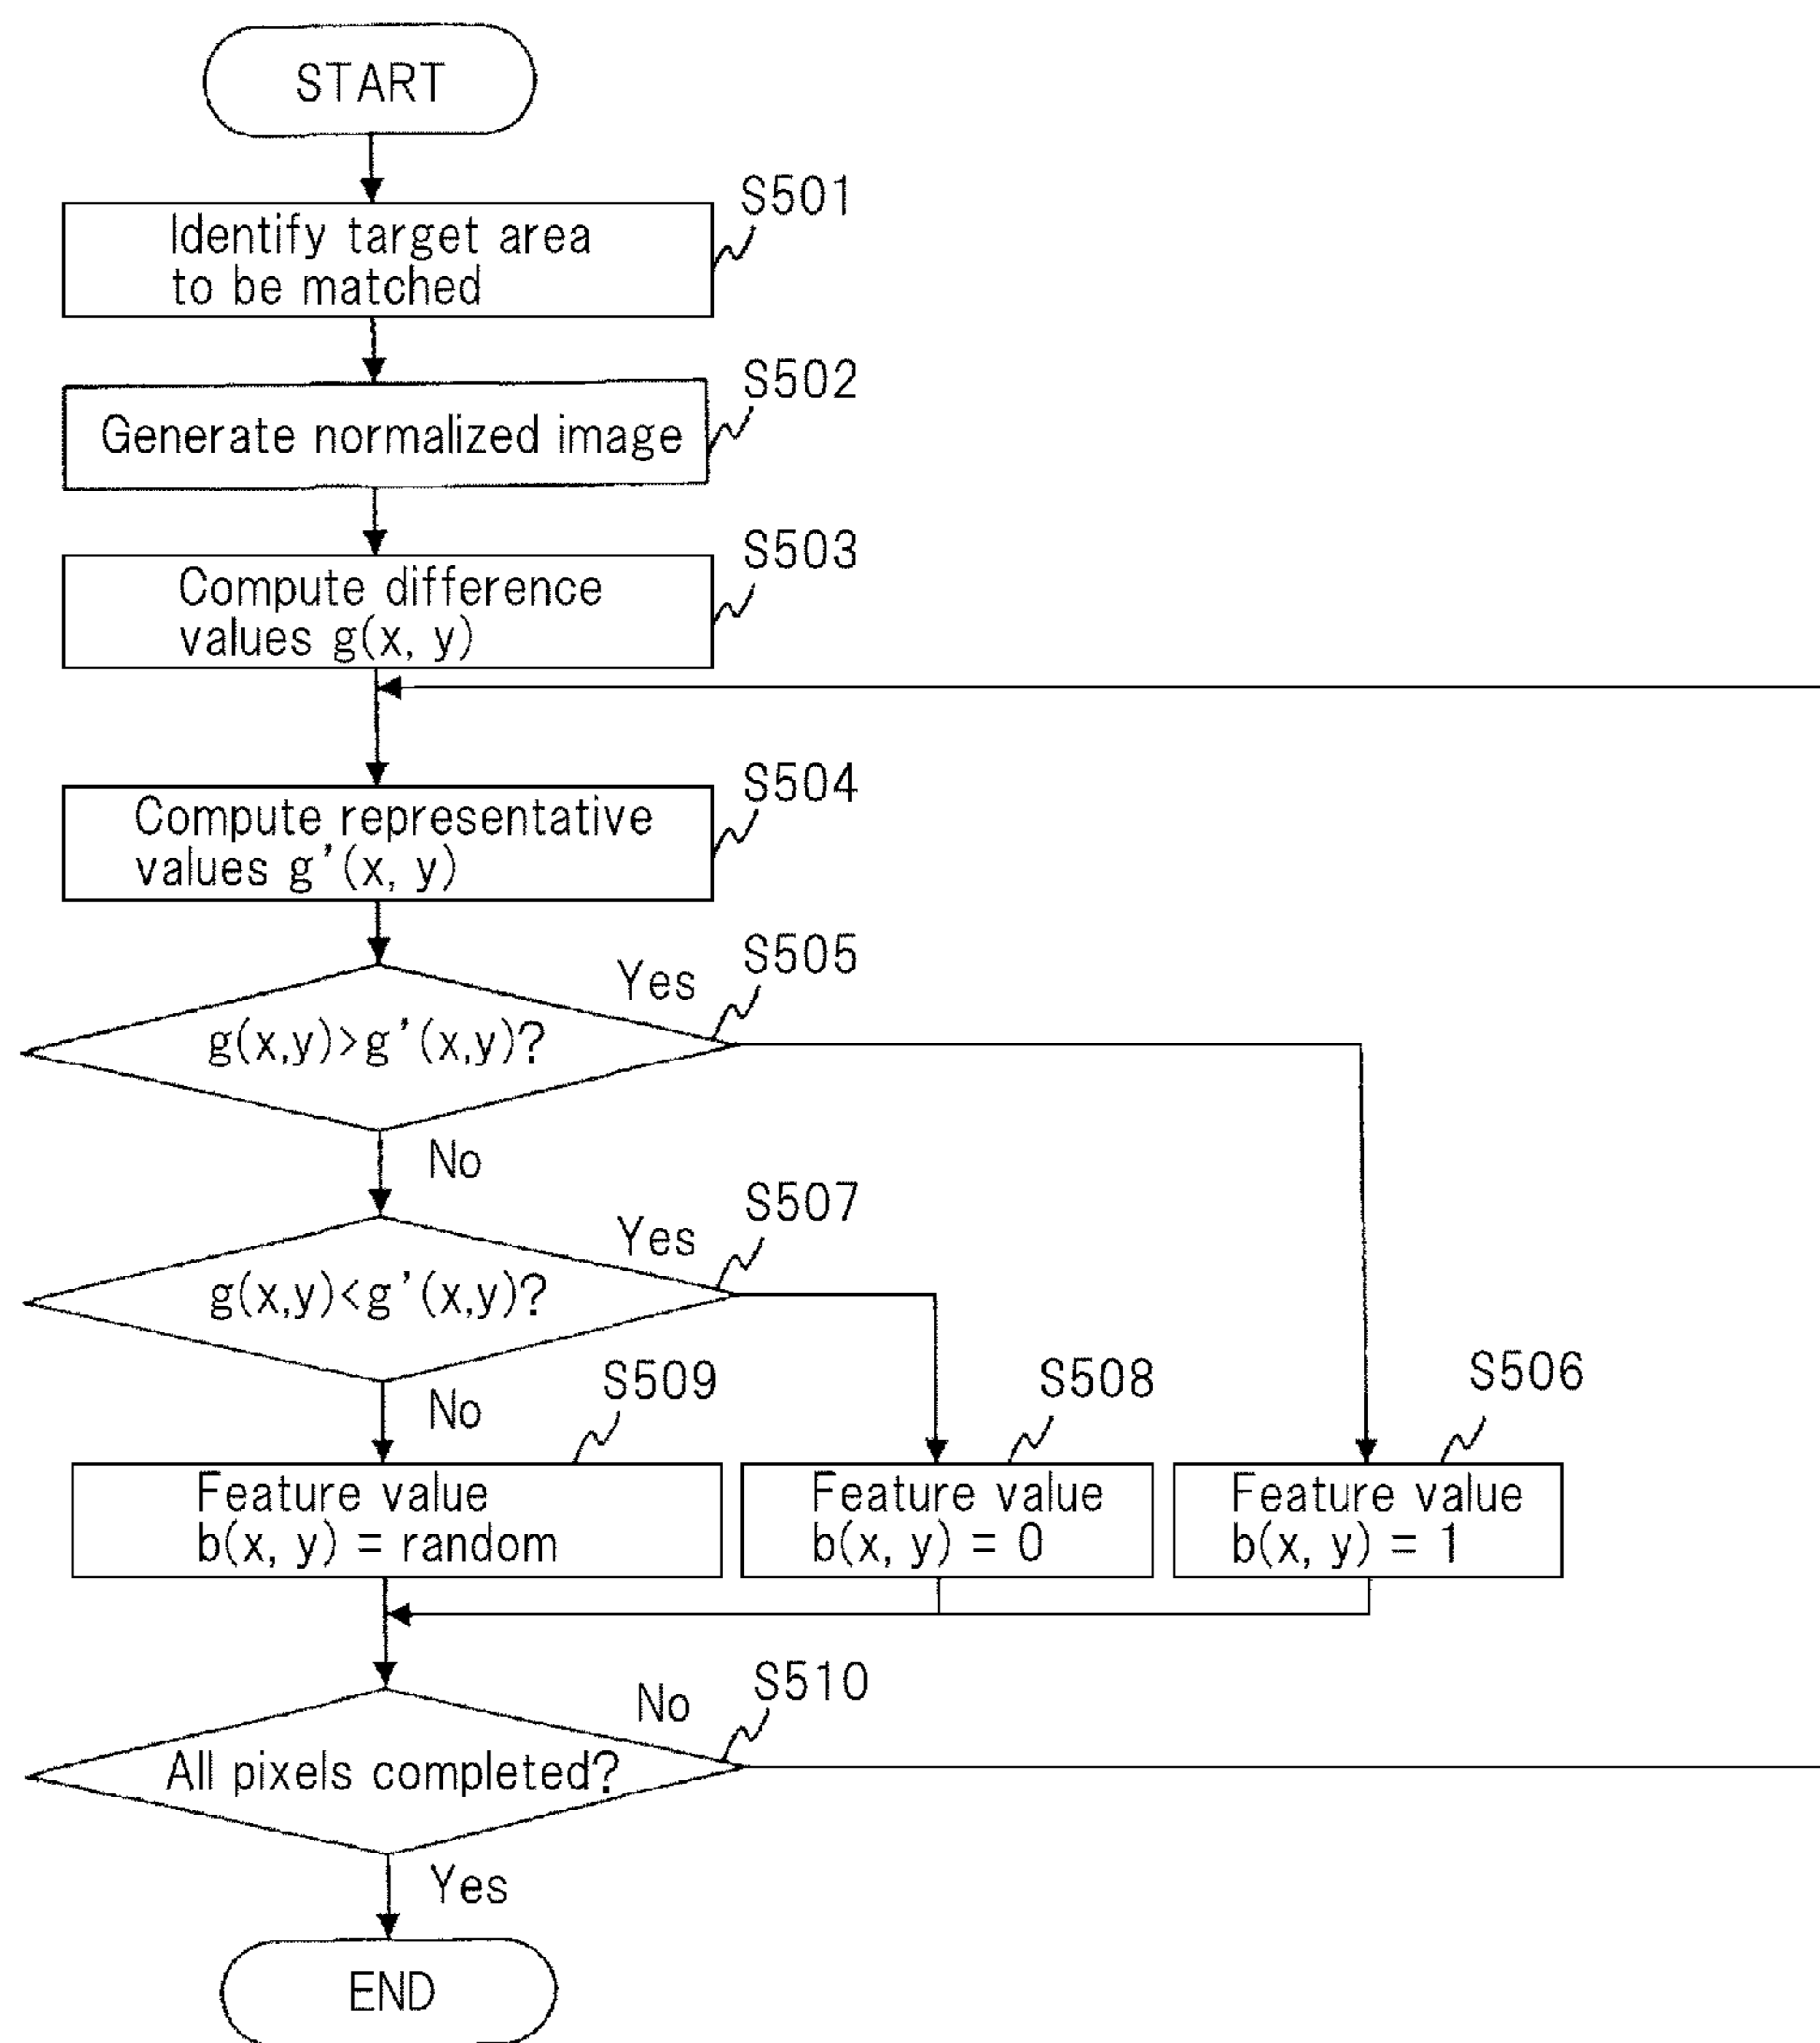 START
S501
Identify target area
to be matched
S502
Generate normalized image
S503
Compute difference
values g(x, y)
S504
Compute representative
values g’(x, y)
S505
Yes
g(x,y)>g’(x,y)?
No
S507
Yes
g(x,y)<g’(x,y)?
No
S509
Feature value
b(x, y) = random
S508
Feature value
b(x, y) = 0
S506
Feature value
b(x, y) = 1
S510
No
All pixels completed?
Yes
END